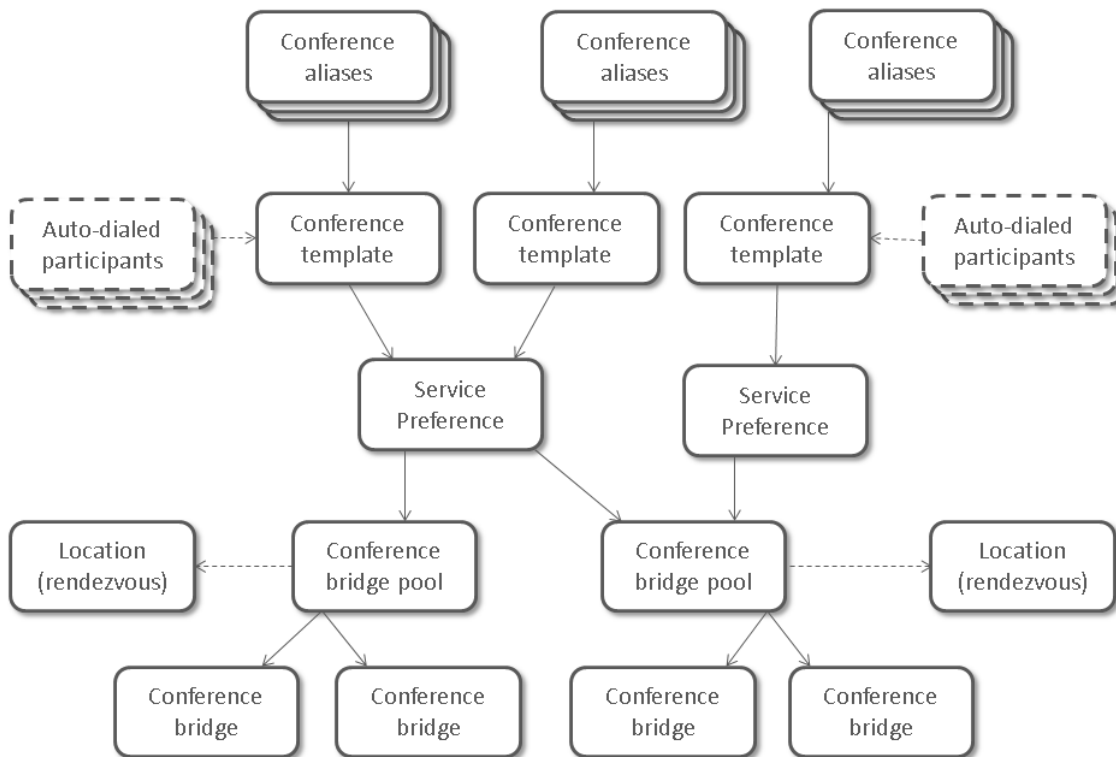 Conference
aliases
Conference
aliases
Conference
aliases
Auto-dialed
participants
Conference
template
Conference
template
Conference
template
Auto-dialed
participants
Service
Preference
Service
Preference
Location
(rendezvous)
Conference
bridge pool
Conference
bridge pool
Location
(rendezvous)
Conference
bridge
Conference
bridge
Conference
bridge
Conference
bridge